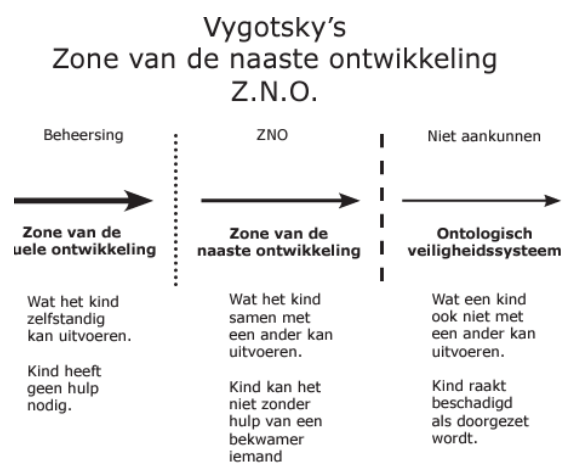 Vygotsky's
Zone van de naaste ontwikkeling
Z.N.O.
Beheersing
ZNO
Niet aankunnen
Zone van de
uele ontwikkeling
Zone van de
naaste ontwikkeling
Ontologisch
veiligheidssysteem
Wat het kind
zelfstandig
kan uitvoeren.
Kind heeft
geen hulp
nodig.
Wat het kind
samen met
een ander kan
uitvoeren.
Kind kan het
niet zonder
hulp van een
bekwamer
iemand
Wat een kind
ook niet met
een ander kan
uitvoeren.
Kind raakt
beschadigd
als doorgezet
wordt.